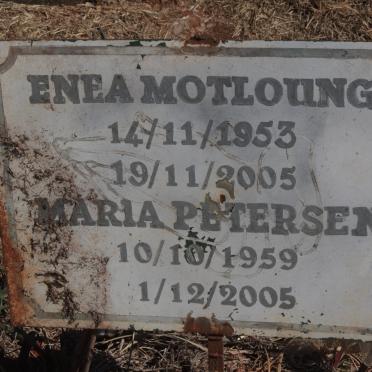 ENEA MOTLOUNG
14/11/1953
19/11/2005
MARIA PETERSEN
10/10/1959
1/12/2005